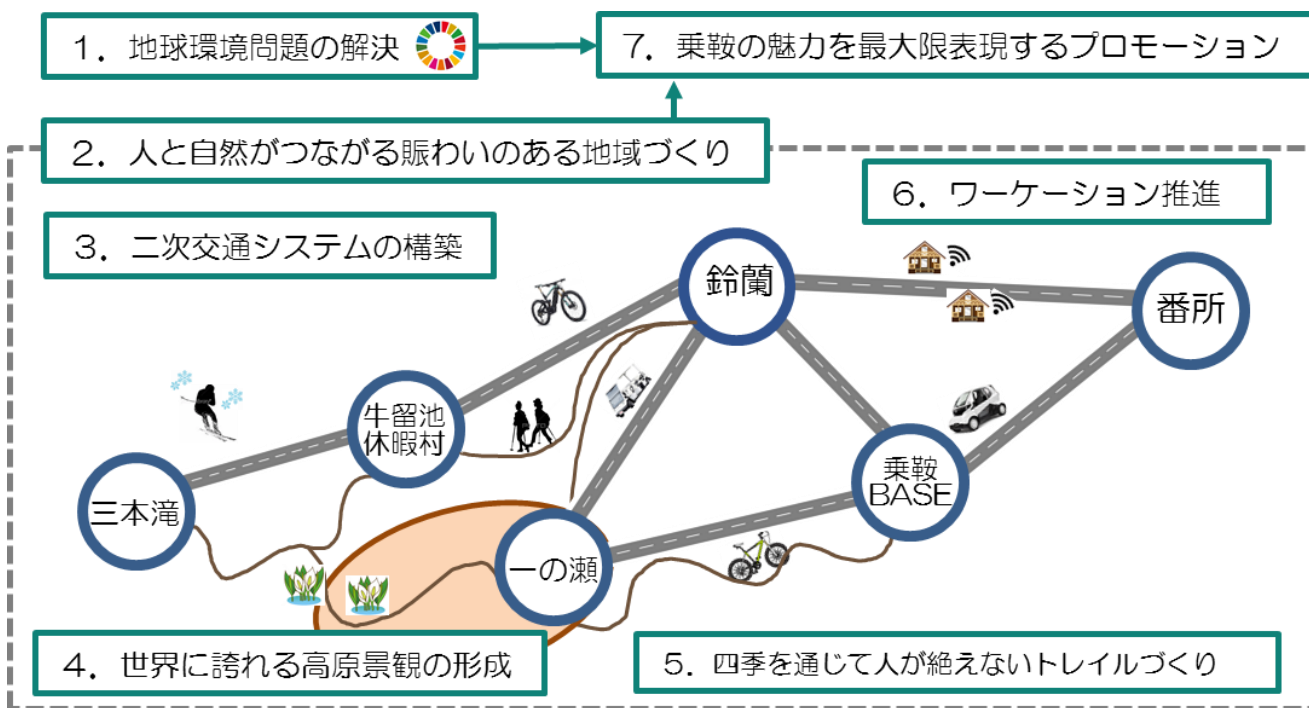 １．地球環境問題の解決
７．乗鞍の魅力を最大限表現するプロモーション
２．人と自然がつながる賑わいのある地域づくり
６．ワーケーション推進
３．二次交通システムの構築
鈴蘭
番所
牛留池
休暇村
乗鞍
BASE
三本滝
一の瀬
４．世界に誇れる高原景観の形成
５．四季を通じて人が絶えないトレイルづくり